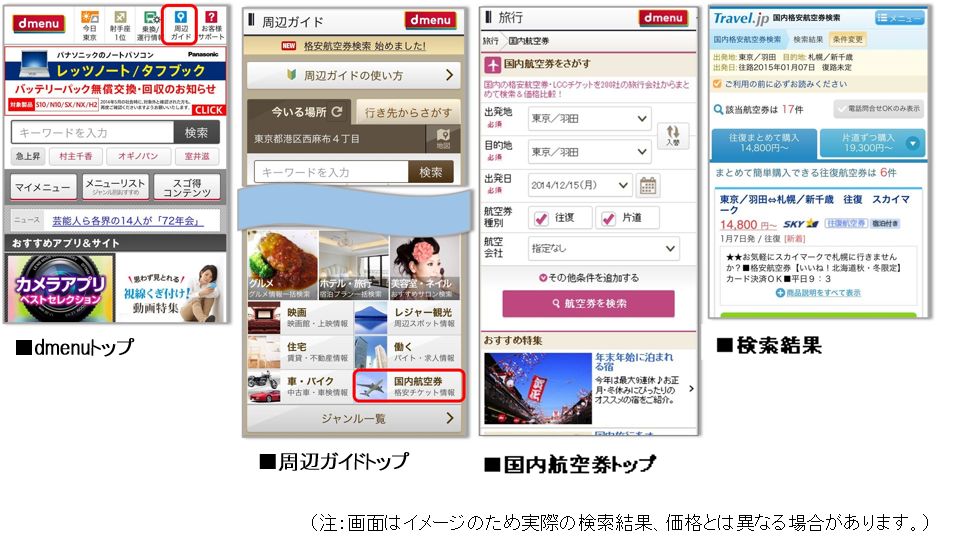 dmenu
今日 東京
射手座 1位
乗換/ 運行情報
周辺 ガイド
お客様 サポート
パナソニックのノートパソコン
Panasonic
レッツノート/タフブック
バッテリーパック無償交換・回収のお知らせ
対象製品 S10/N10/SX/NX/H2
CLICK
キーワードを入力
検索
急上昇
村主千香
オギノパン
室井滋
マイメニュー
メニューリスト
ジャンル別おすすめ
スゴ得
コンテンツ
ニュース
芸能人ら各界の14人が「72年会」
おすすめアプリ&サイト
カメラアプリ
ベストセレクション
思わず見とれる
視線くぎ付け!
動画特集
■dmenuトップ
周辺ガイド
dmenu
NEW 格安航空券検索 始めました!
周辺ガイドの使い方
今いる場所
行き先からさがす
東京都港区西麻布4丁目
地図
キーワードを入力
検索
グルメ
グルメ情報一括検索
ホテル・旅行
宿泊プラン一括検索
美容室・ネイル
おすすめサロン検索
映画
映画館・上映情報
レジャー観光
周辺スポット情報
住宅
賃貸・不動産情報
働く
バイト・求人情報
車・バイク
中古車・車検情報
国内航空券
格安チケット情報
ジャンル一覧
■周辺ガイドトップ
旅行
dmenu
旅行
国内航空券
国内航空券をさがす
国内の格安航空券・LCCチケットを200社の旅行会社からまと
めて検索&価格比較!
出発地
必須
東京/羽田
目的地
必須
東京/羽田
入替
出発日
必須
2014/12/15(月)
航空券
種別
往復
片道
航空
会社
指定なし
その他条件を追加する
航空券を検索
おすすめ特集
年末年始に泊まれ
る宿
今年は最大9連休♪お正
月・冬休みにぴったりの
オススメの宿をご紹介。
■国内航空券トップ
Travel.jp 国内格安航空券検索
メニュー
国内格安航空券検索
検索結果
条件変更
出発地: 東京/羽田 目的地: 札幌/新千歳
出発日: 往路2015年01月07日 復路未定
ご利用の前に必ずお読みください
該当航空券は 17件
電話問合せOKのみ表示
往復まとめて購入
14,800円~
片道ずつ購入
19,300円~
まとめて簡単購入できる往復航空券は 6件
東京/羽田⇔札幌/新千歳 往復 スカイマ
ーク
14,800 円~
SKY
往復航空券
宿泊付き
1月7日発 / 往復 [新着]
★★お気軽にスカイマークで札幌に行きませ
んか?■格安航空券【いいね!北海道秋・冬限定】
カード決済OK■平日9:3
商品説明をすべて表示
■検索結果
(注:画面はイメージのため実際の検索結果、価格とは異なる場合があります。)